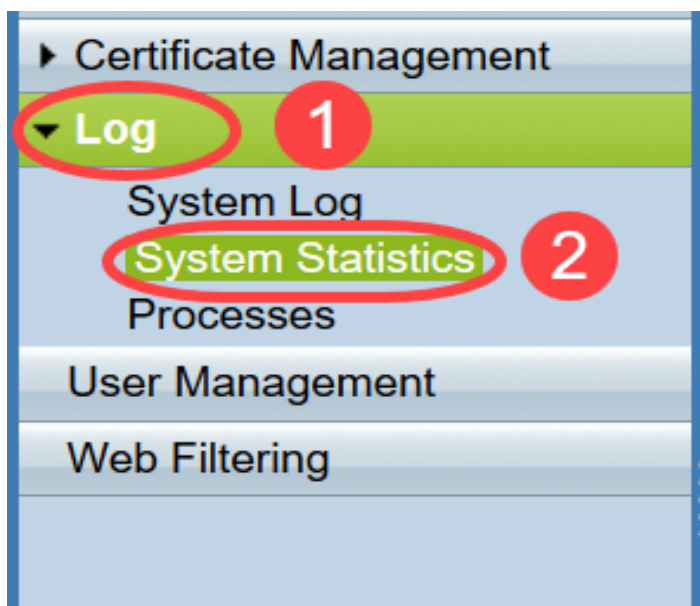 Certificate Management
Log 1
System Log
System Statistics 2
Processes
User Management
Web Filtering